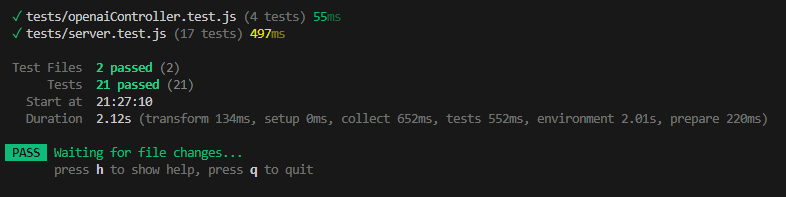 ✓ tests/openaiController.test.js (4 tests) 55ms
✓ tests/server.test.js (17 tests) 497ms
Test Files 2 passed (2)
Tests 21 passed (21)
Start at 21:27:10
Duration 2.12s (transform 134ms, setup 0ms, collect 652ms, tests 552ms, environment 2.01s, prepare 220ms)
PASS Waiting for file changes...
press h to show help, press q to quit